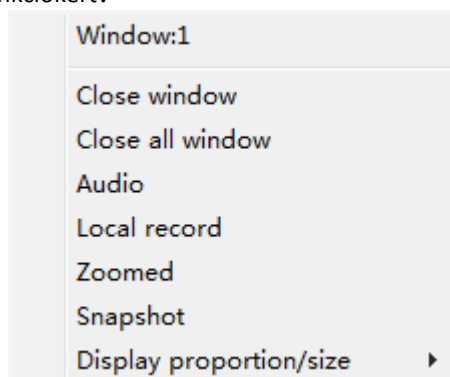 Window:1
Close window
Close all window
Audio
Local record
Zoomed
Snapshot
Display proportion/size